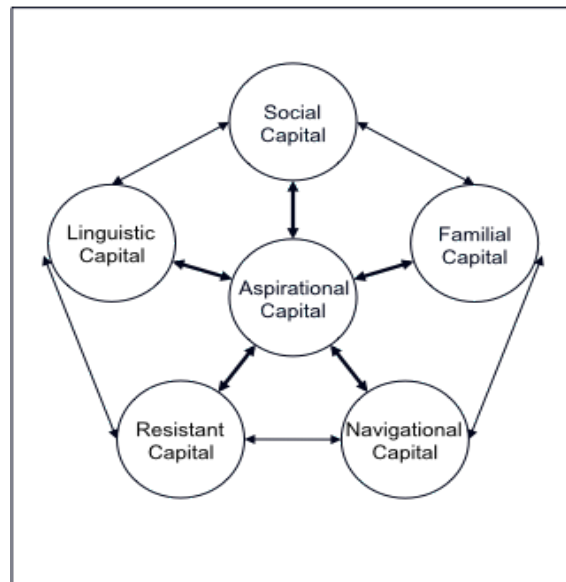 Social
Capital
Linguistic
Capital
Familial
Capital
Aspirational
Capital
Resistant
Capital
Navigational
Capital